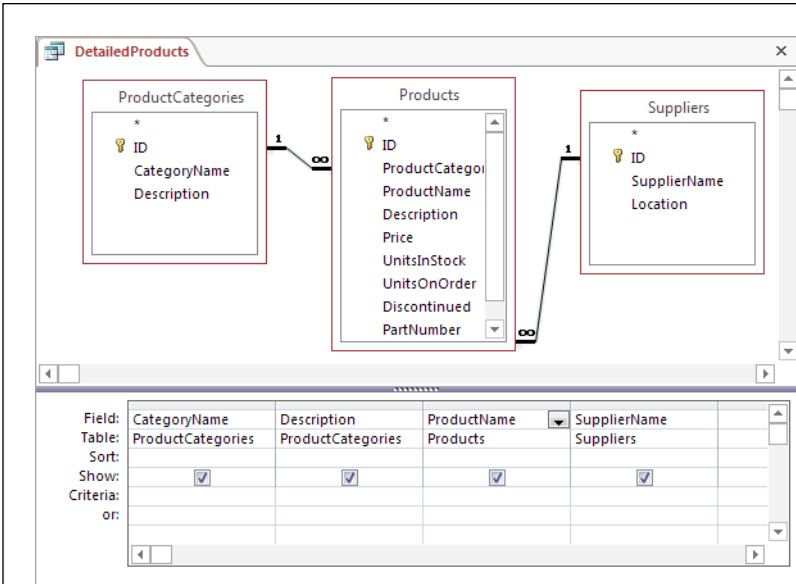 DetailedProducts
ProductCategories
*
ID
CategoryName
Description
1
∞
Products
*
ID
ProductCategor
ProductName
Description
Price
UnitsInStock
UnitsOnOrder
Discontinued
PartNumber
1
∞
Suppliers
*
ID
SupplierName
Location
Field: CategoryName Description ProductName SupplierName
Table: ProductCategories ProductCategories Products Suppliers
Sort:
Show:
Criteria:
or: